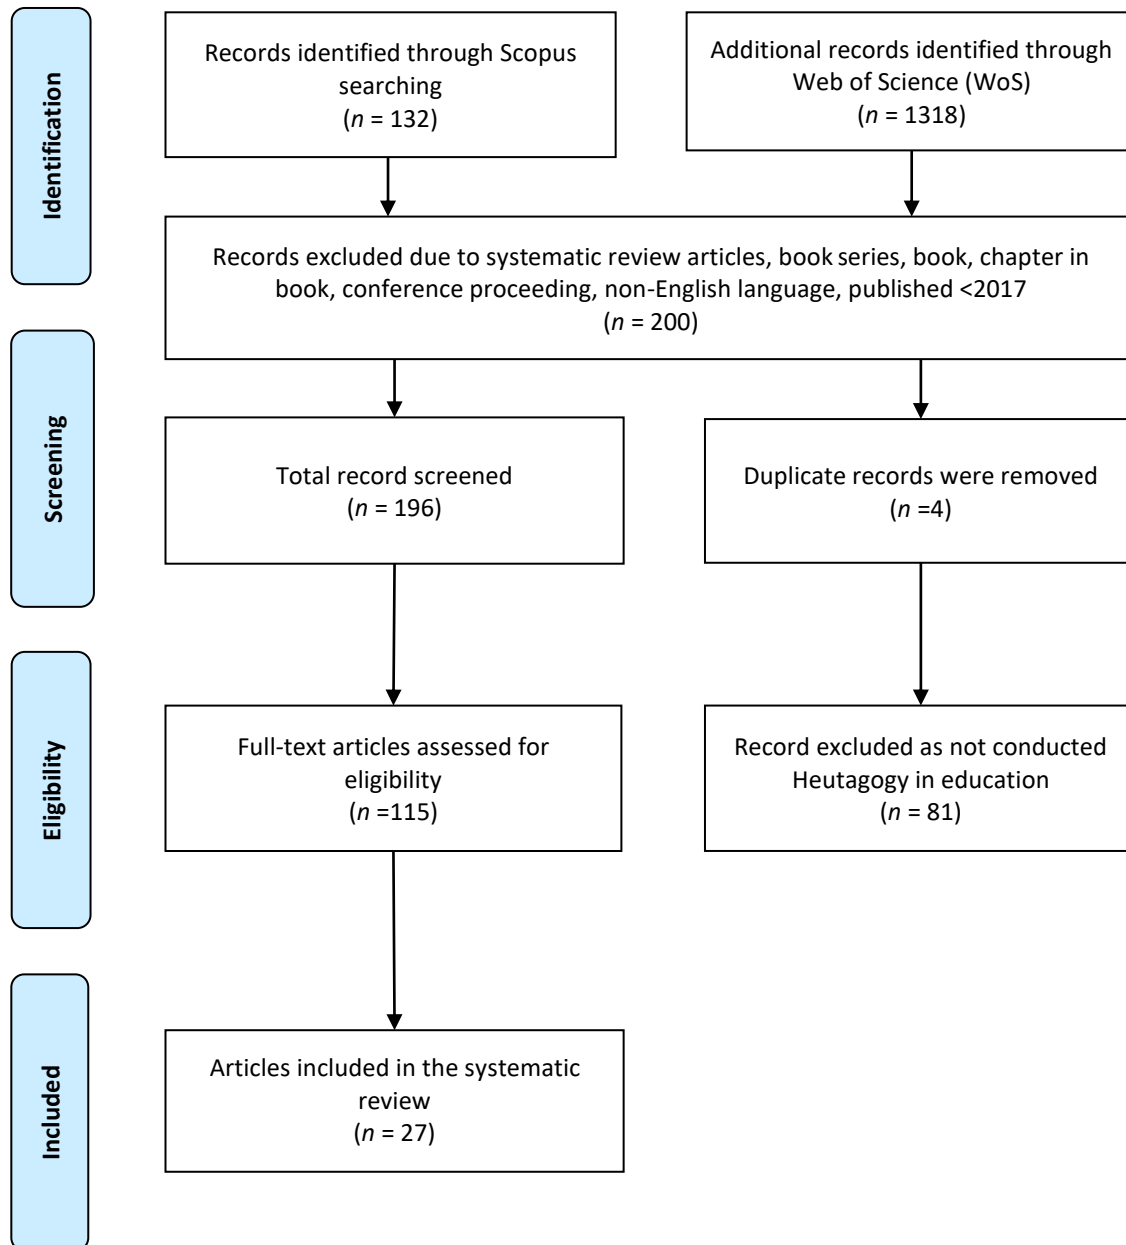 Identification
Records identified through Scopus
searching
(n = 132)
Additional records identified through
Web of Science (WoS)
(n = 1318)
Records excluded due to systematic review articles, book series, book, chapter in
book, conference proceeding, non-English language, published <2017
(n = 200)
Screening
Total record screened
(n = 196)
Duplicate records were removed
(n =4)
Eligibility
Full-text articles assessed for
eligibility
(n =115)
Record excluded as not conducted
Heutagogy in education
(n = 81)
Included
Articles included in the systematic
review
(n = 27)